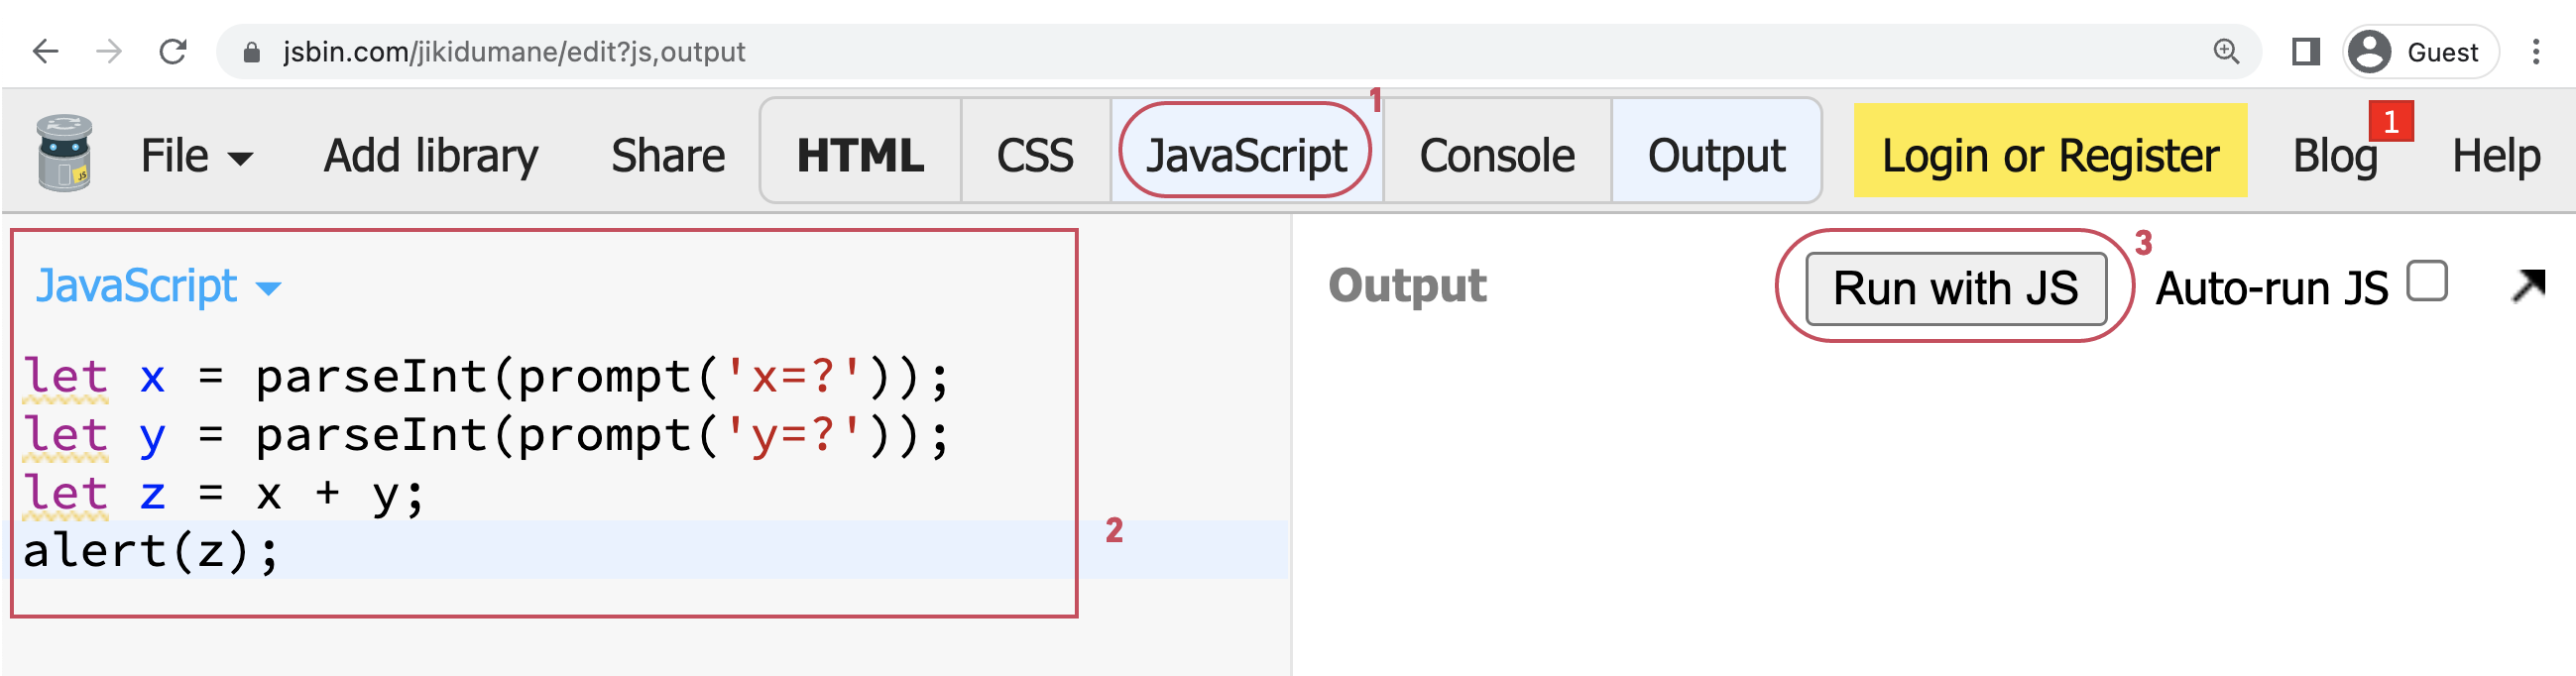 jsbin.com/jikidumane/edit?js,output
Guest
File
Add library
Share
HTML
CSS
JavaScript
1
Console
Output
Login or Register
Blog
1
Help
JavaScript
let x = parseInt(prompt('x=?'));
let y = parseInt(prompt('y=?'));
let z = x + y;
alert(z);
2
Output
Run with JS
3
Auto-run JS
JS